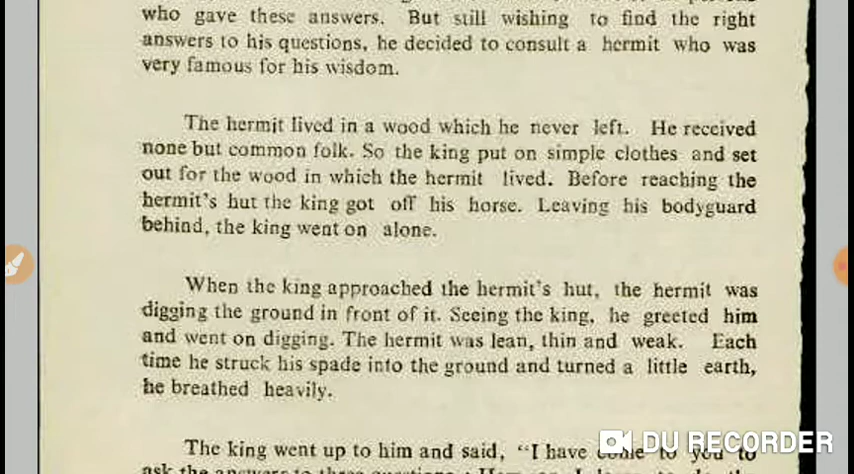 who gave these answers. But still wishing to find the right
answers to his questions, he decided to consult a hermit who was
very famous for his wisdom.
The hermit lived in a wood which he never left. He received
none but common folk. So the king put on simple clothes and set
out for the wood in which the hermit lived. Before reaching the
hermit's hut the king got off his horse. Leaving his bodyguard
behind, the king went on alone.
When the king approached the hermit's hut, the hermit was
digging the ground in front of it. Seeing the king, he greeted him
and went on digging. The hermit was lean, thin and weak. Each
time he struck his spade into the ground and turned a little earth,
he breathed heavily.
The king went up to him and said, "I have come to you to
ask the answers to three questions :
DU RECORDER